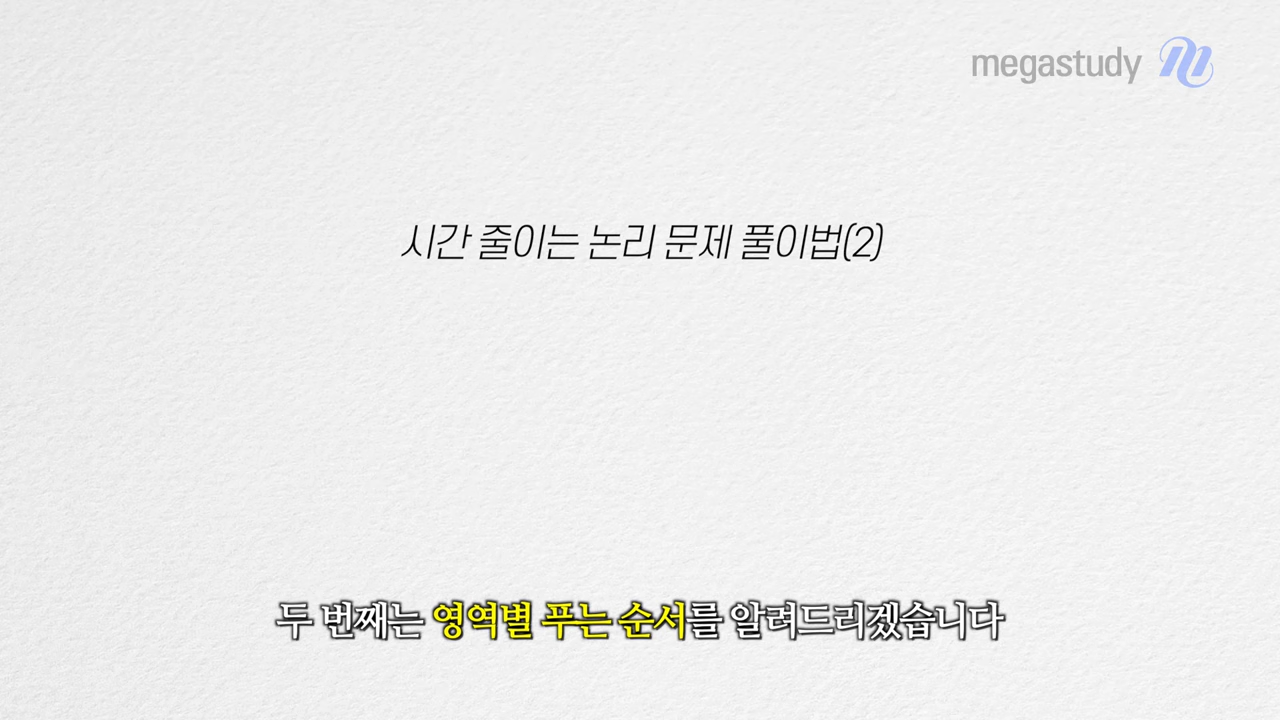 megastudy
시간 줄이는 논리 문제 풀이법(2)
두 번째는 영역별 푸는 순서를 알려드리겠습니다